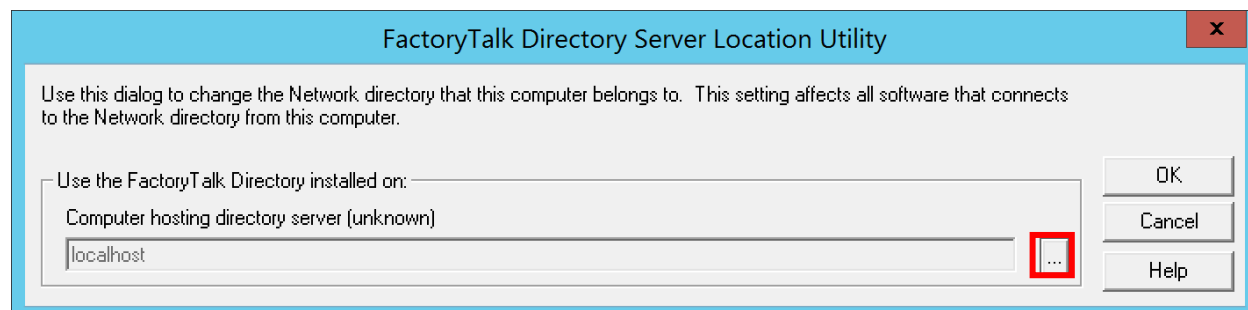 FactoryTalk Directory Server Location Utility
x
Use this dialog to change the Network directory that this computer belongs to.  This setting affects all software that connects
to the Network directory from this computer.
Use the FactoryTalk Directory installed on:
Computer hosting directory server (unknown)
localhost
...
OK
Cancel
Help